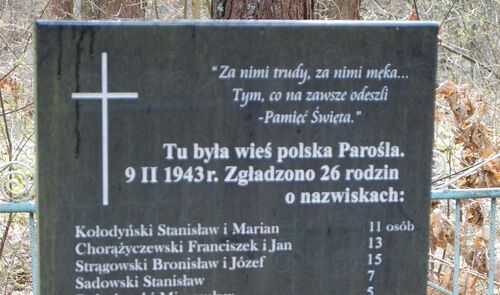 “Za nimi trudy, za nimi męka...
Tym, co na zawsze odeszli
-Pamięć Święta.”
Tu była wieś polska Parośla.
9 II 1943 r. Zgładzono 26 rodzin
o nazwiskach:
Kołodyński Stanisław i Marian 11 osób
Chorążyczewski Franciszek i Jan 13
Strągowski Bronisław i Józef 15
Sadowski Stanisław 7
5